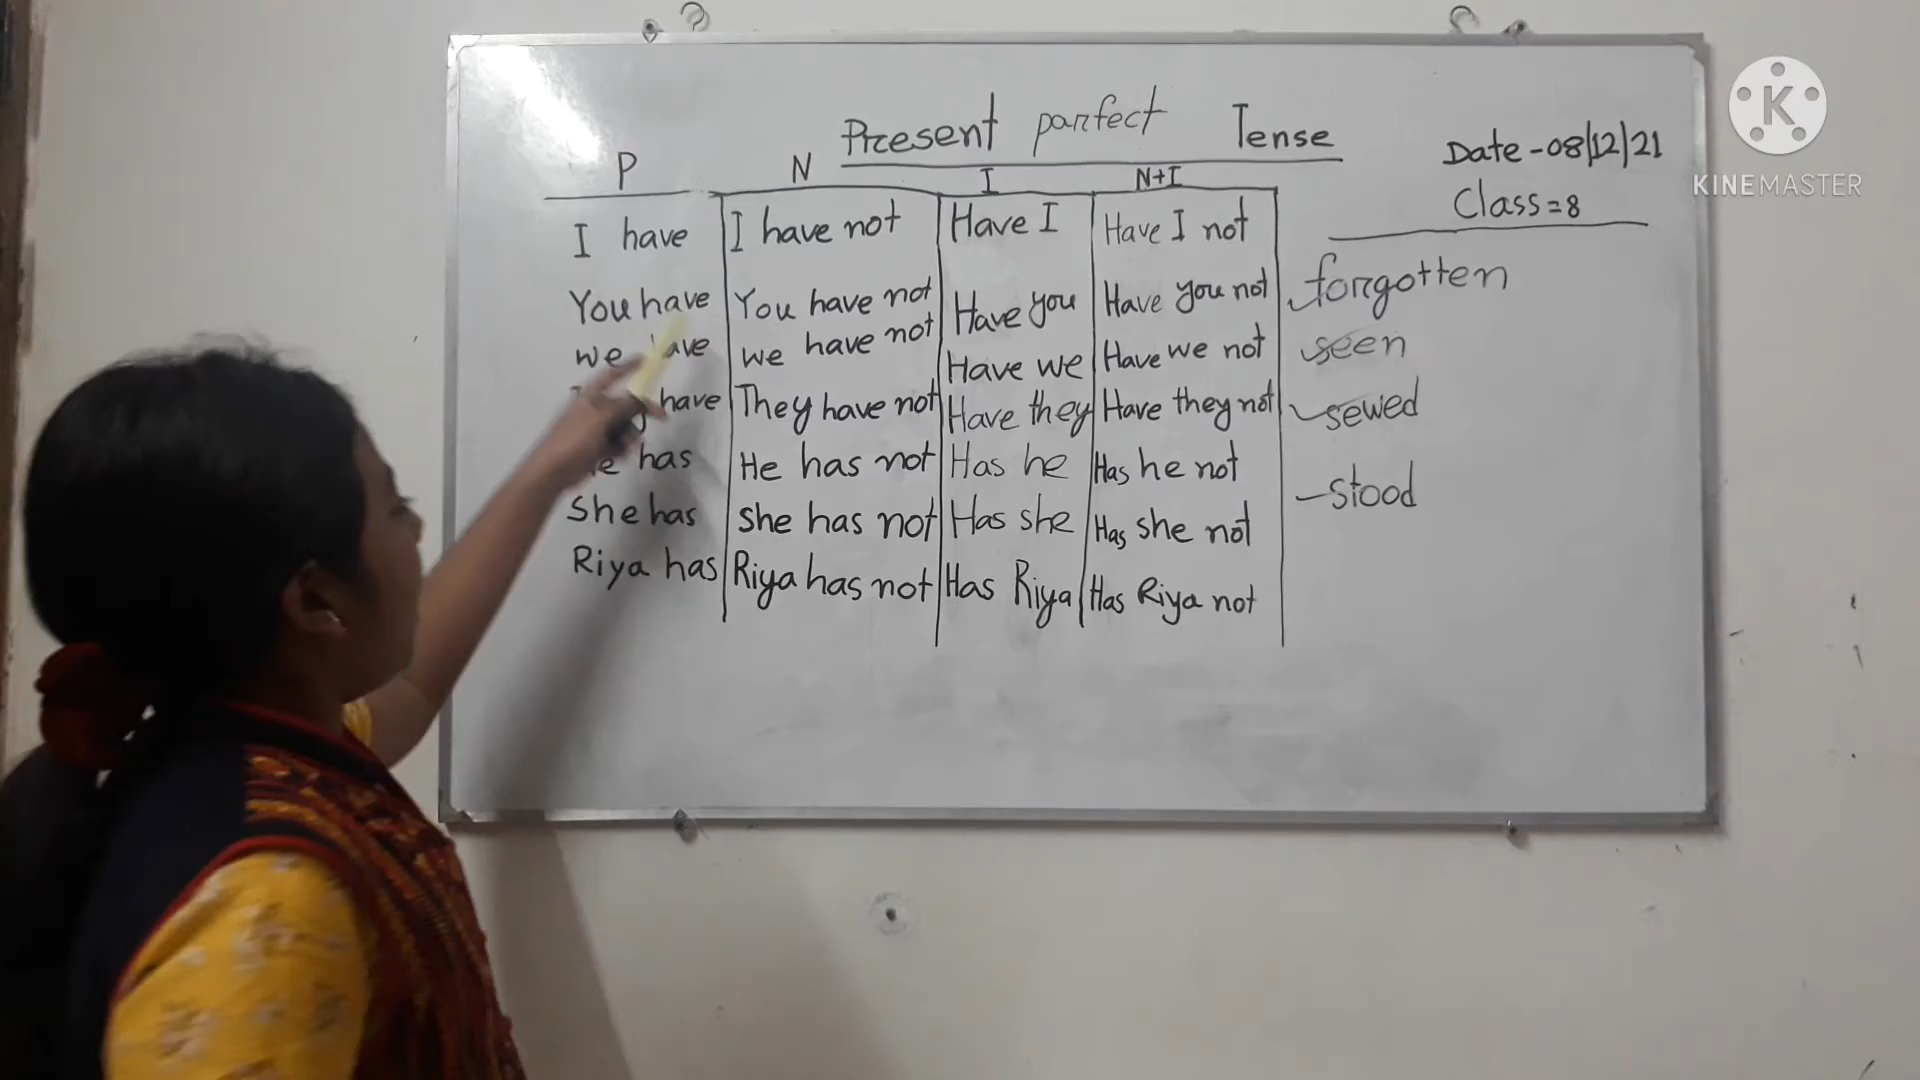 Present parfect Tense
Date-08/12/21
Class=8
P N I N+I
I have I have not Have I Have I not
You have You have not Have you Have you not
we have we have not Have we Have we not
have They have not Have they Have they not
has He has not Has he Has he not
She has she has not Has she Has she not
Riya has Riya has not Has Riya Has Riya not
forgotten
seen
sewed
-stood
K
KINEMASTER